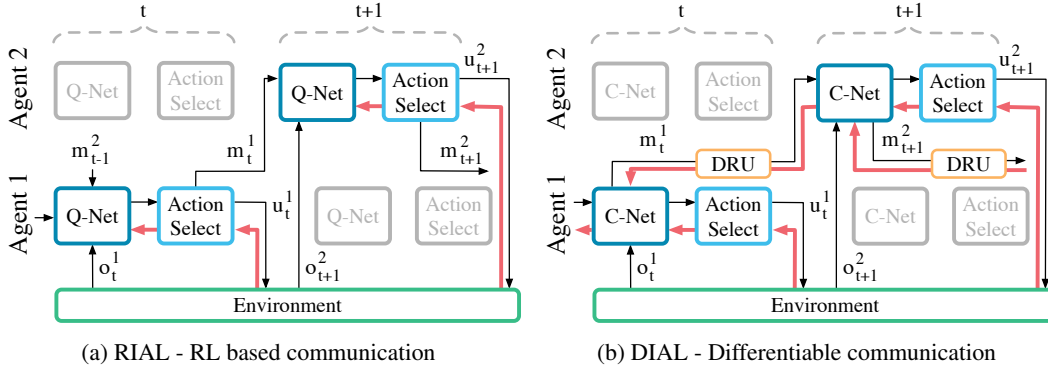 t
t+1
Agent 2
Q-Net
Action
Select
Q-Net
Action
Select
u²ₜ₊₁
m²ₜ₋₁
m¹ₜ
m²ₜ₊₁
Agent 1
Q-Net
Action
Select
u¹ₜ
Q-Net
Action
Select
o¹ₜ
o²ₜ₊₁
Environment
(a) RIAL - RL based communication
t
t+1
Agent 2
C-Net
Action
Select
C-Net
Action
Select
u²ₜ₊₁
m¹ₜ
m²ₜ₊₁
DRU
DRU
Agent 1
C-Net
Action
Select
u¹ₜ
C-Net
Action
Select
o¹ₜ
o²ₜ₊₁
Environment
(b) DIAL - Differentiable communication